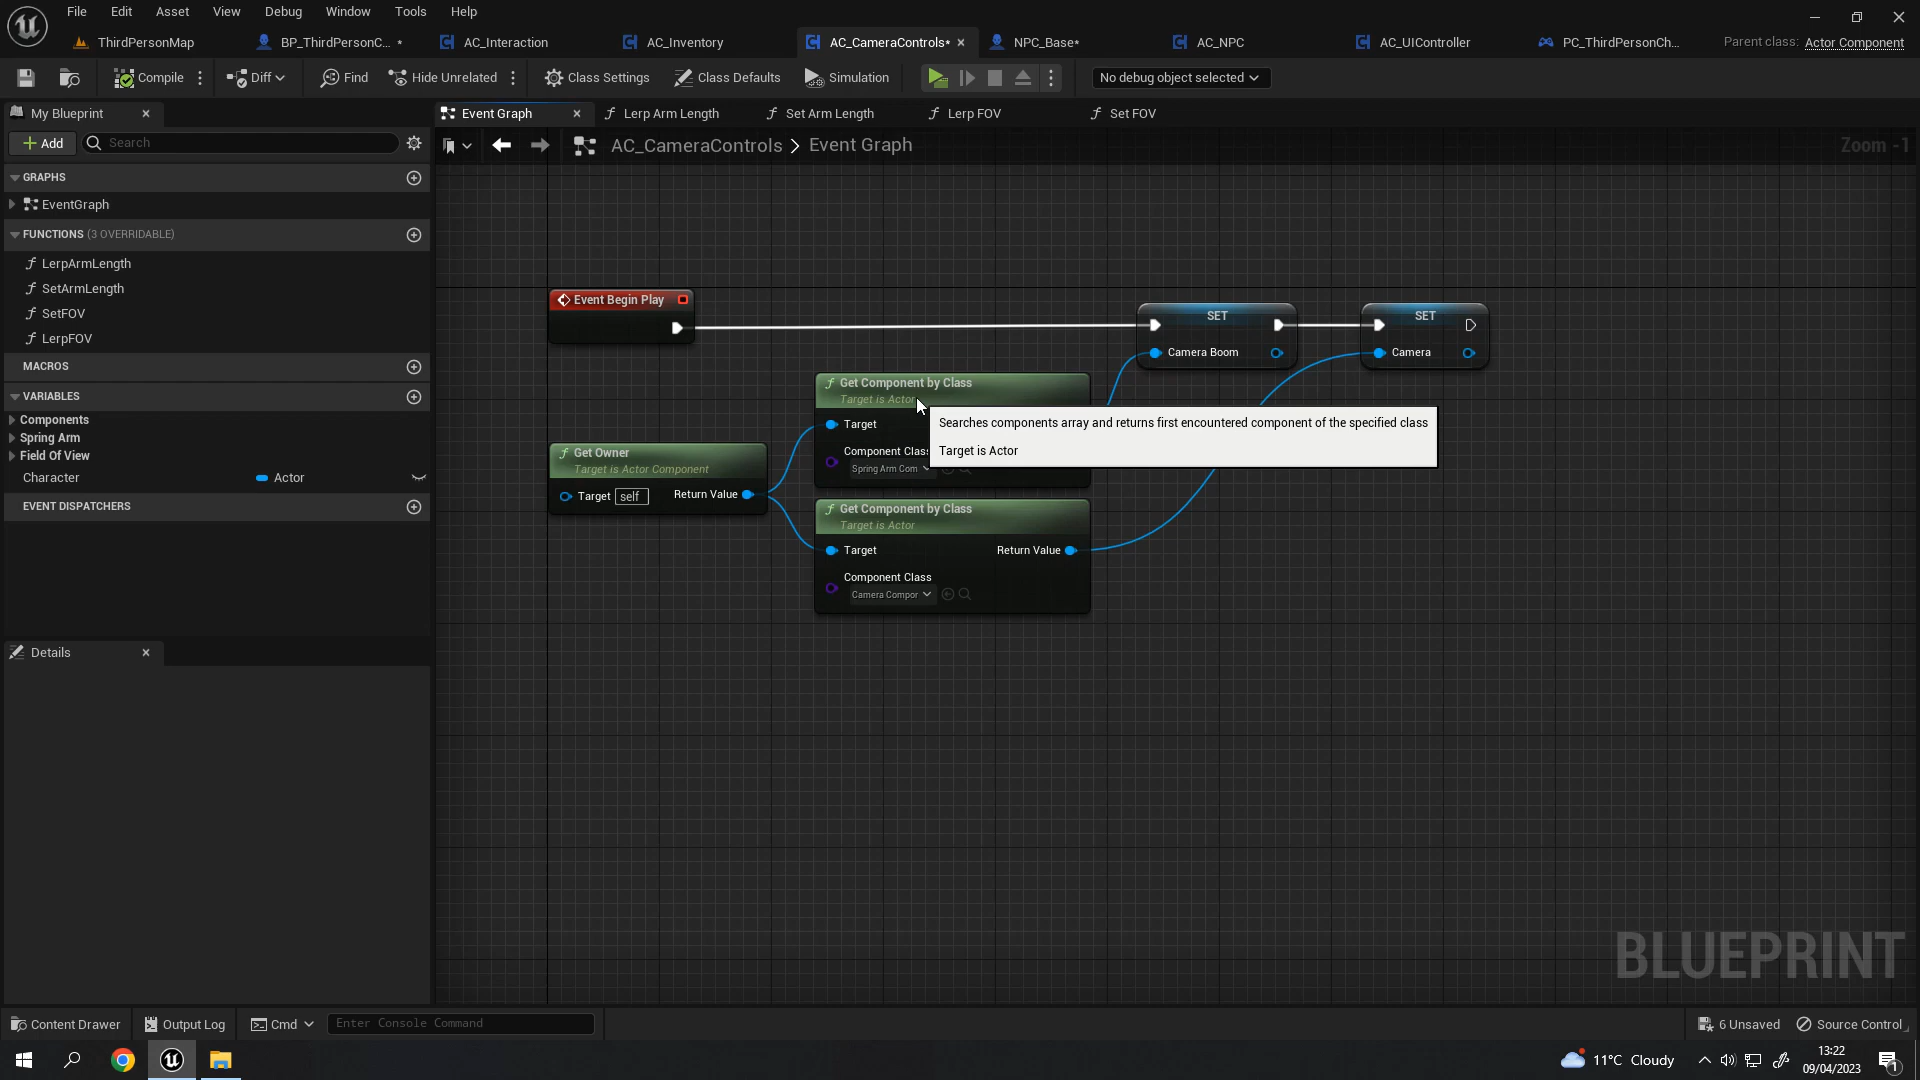 File Edit Asset View Debug Window Tools Help
ThirdPersonMap BP_ThirdPersonC... * AC_Interaction AC_Inventory AC_CameraControls* NPC_Base* AC_NPC AC_UIController PC_ThirdPersonCh... Parent class: Actor Component
Compile Diff Find Hide Unrelated Class Settings Class Defaults Simulation No debug object selected
My Blueprint
Event Graph Lerp Arm Length Set Arm Length Lerp FOV Set FOV
Add Search
AC_CameraControls > Event Graph Zoom -1
GRAPHS
EventGraph
FUNCTIONS (3 OVERRIDABLE)
LerpArmLength
SetArmLength
SetFOV
LerpFOV
MACROS
VARIABLES
Components
Spring Arm
Field Of View
Character Actor
EVENT DISPATCHERS
Details
Event Begin Play
SET
Camera Boom
SET
Camera
Get Component by Class
Target is Actor
Target
Component Clas
Spring Arm Com
Searches components array and returns first encountered component of the specified class
Target is Actor
Get Owner
Target is Actor Component
Target self Return Value
Get Component by Class
Target is Actor
Target Return Value
Component Class
Camera Compor
BLUEPRINT
Content Drawer Output Log Cmd Enter Console Command 6 Unsaved Source Control
11°C Cloudy
13:22
09/04/2023
1